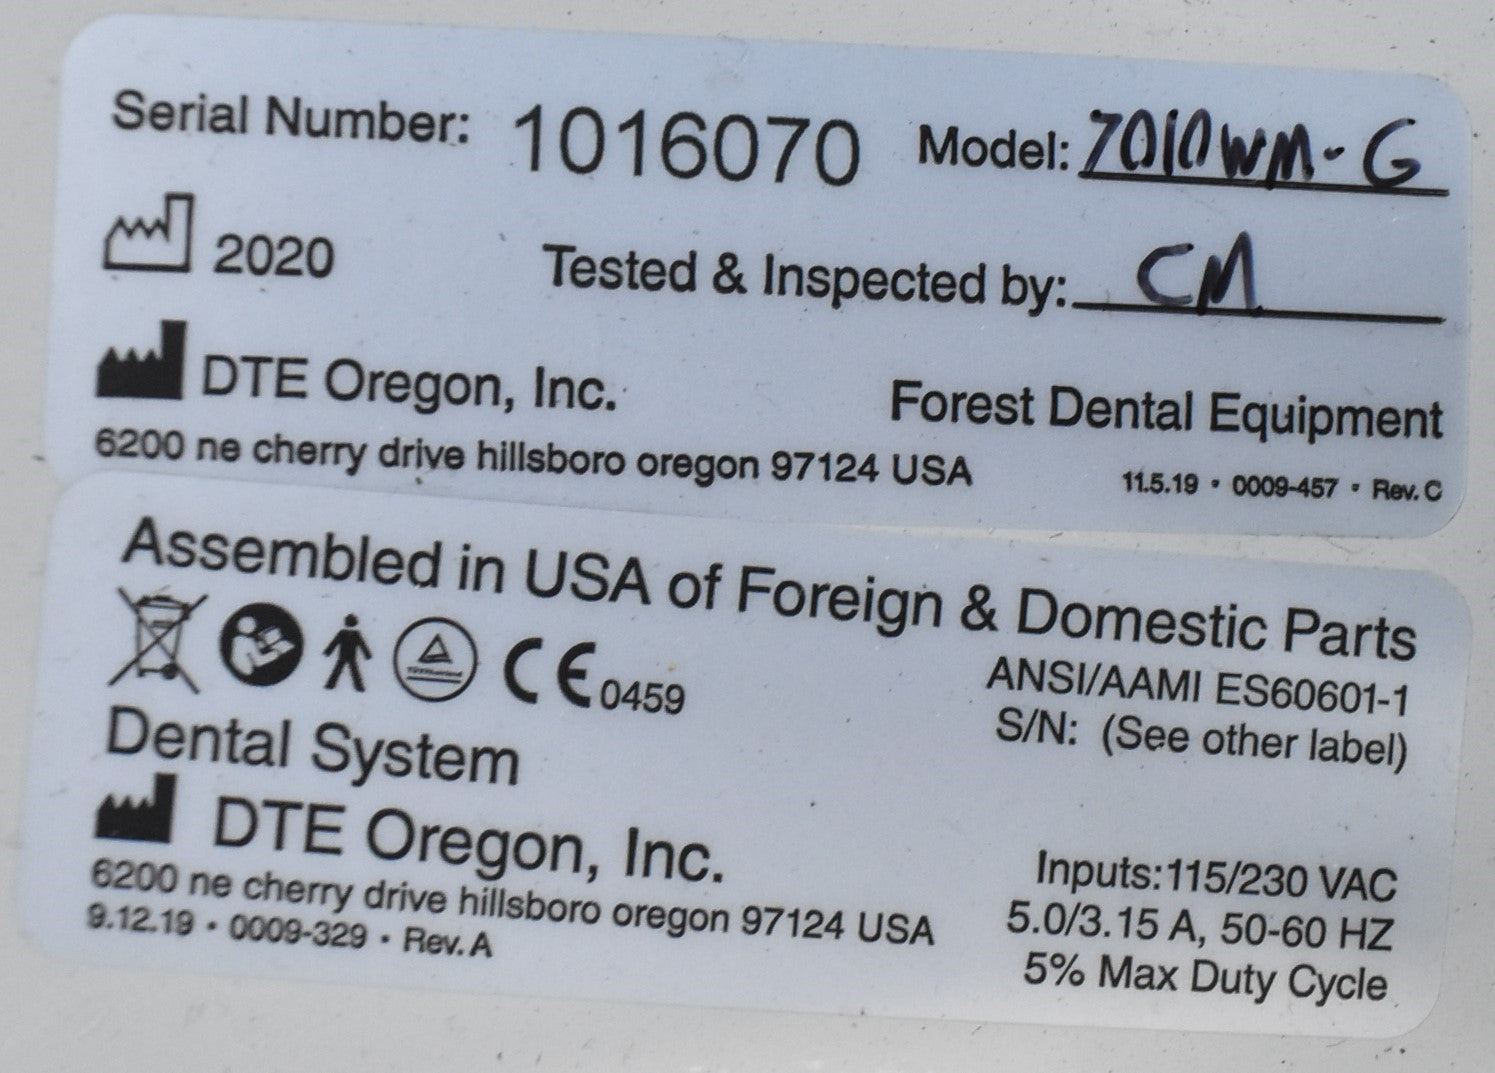 Serial Number: 1016070 Model: 7010WM-G
2020 Tested & Inspected by: CM
DTE Oregon, Inc. Forest Dental Equipment
6200 ne cherry drive hillsboro oregon 97124 USA
11.5.19 • 0009-457 • Rev. C
Assembled in USA of Foreign & Domestic Parts
CE 0459
ANSI/AAMI ES60601-1
S/N: (See other label)
Dental System
DTE Oregon, Inc.
6200 ne cherry drive hillsboro oregon 97124 USA
9.12.19 • 0009-329 • Rev. A
Inputs:115/230 VAC
5.0/3.15 A, 50-60 HZ
5% Max Duty Cycle